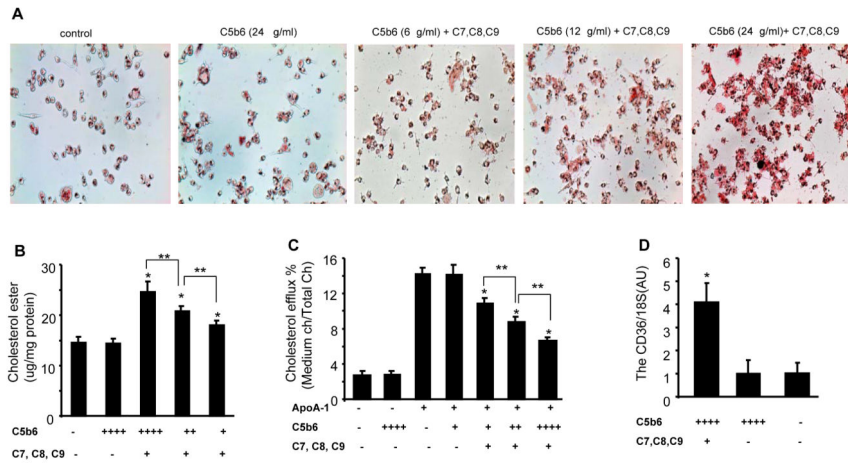 A
control
C5b6 (24 g/ml)
C5b6 (6 g/ml) + C7,C8,C9
C5b6 (12 g/ml) + C7,C8,C9
C5b6 (24 g/ml)+ C7,C8,C9
B
Cholesterol ester
(ug/mg protein)
30
20
10
0
*
**
*
**
*
C5b6 - ++++ ++++ ++ +
C7, C8, C9 - - + + +
C
Cholesterol efflux %
(Medium ch/Total Ch)
16
12
8
4
0
*
**
*
**
*
ApoA-1 - - + + + + +
C5b6 - ++++ - + + ++ ++++
C7, C8, C9 - - - - + + +
D
The CD36/18S(AU)
6
5
4
3
2
1
0
*
C5b6 ++++ ++++ -
C7,C8,C9 + - -